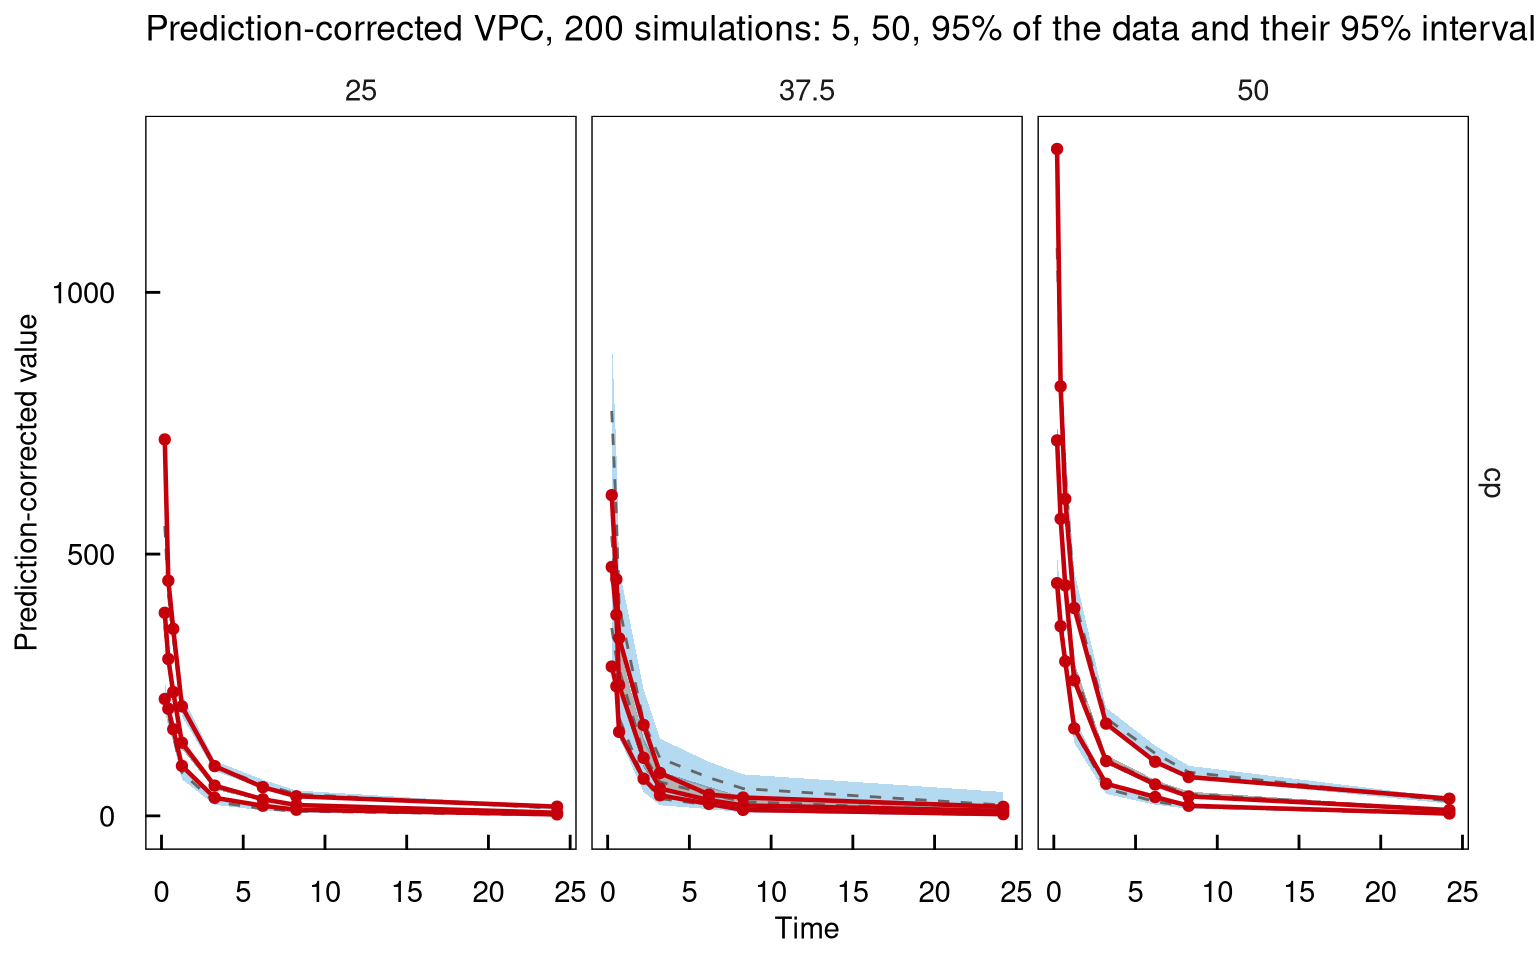 Prediction-corrected VPC, 200 simulations: 5, 50, 95% of the data and their 95% interval
25 37.5 50
1000
500
0
Prediction-corrected value
cp
0 5 10 15 20 25 0 5 10 15 20 25 0 5 10 15 20 25
Time